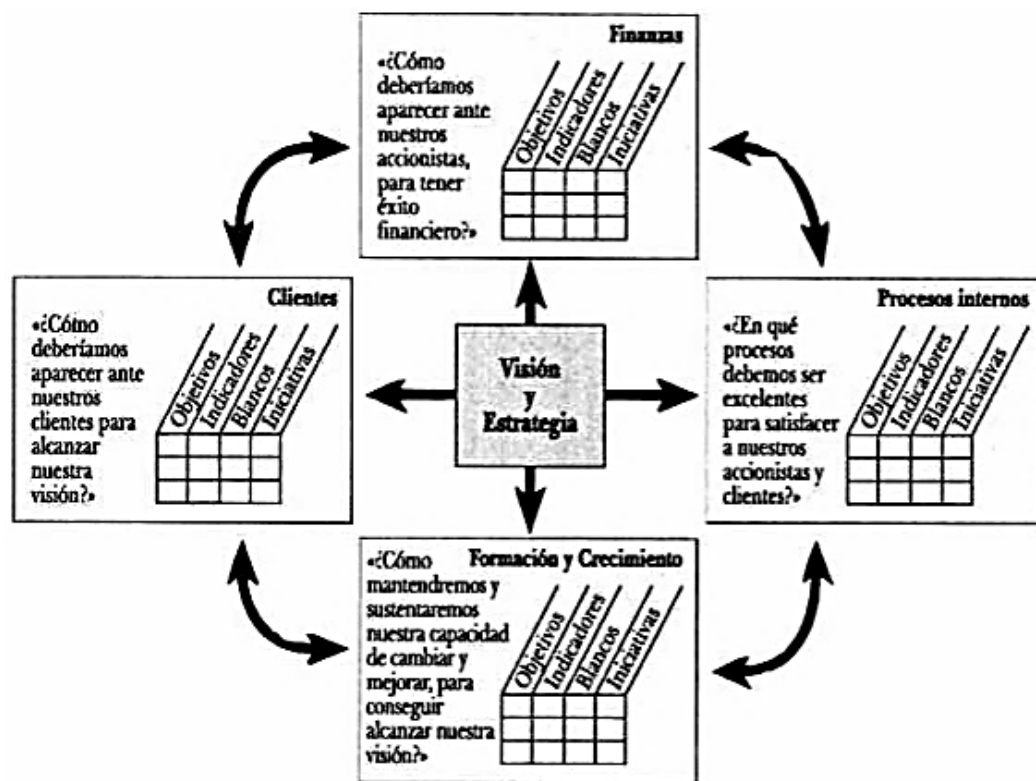 Finanzas
«¿Cómo
deberíamos
aparecer ante
nuestros
accionistas,
para tener
éxito
financiero?»
Objetivos
Indicadores
Blancos
Iniciativas
Clientes
«¿Cómo
deberíamos
aparecer ante
nuestros
clientes para
alcanzar
nuestra
visión?»
Objetivos
Indicadores
Blancos
Iniciativas
Visión
y
Estrategia
Procesos internos
«¿En qué
procesos
debemos ser
excelentes
para satisfacer
a nuestros
accionistas y
clientes?»
Objetivos
Indicadores
Blancos
Iniciativas
Formación y Crecimiento
«¿Cómo
mantendremos y
sustentaremos
nuestra capacidad
de cambiar y
mejorar, para
conseguir
alcanzar nuestra
visión?»
Objetivos
Indicadores
Blancos
Iniciativas